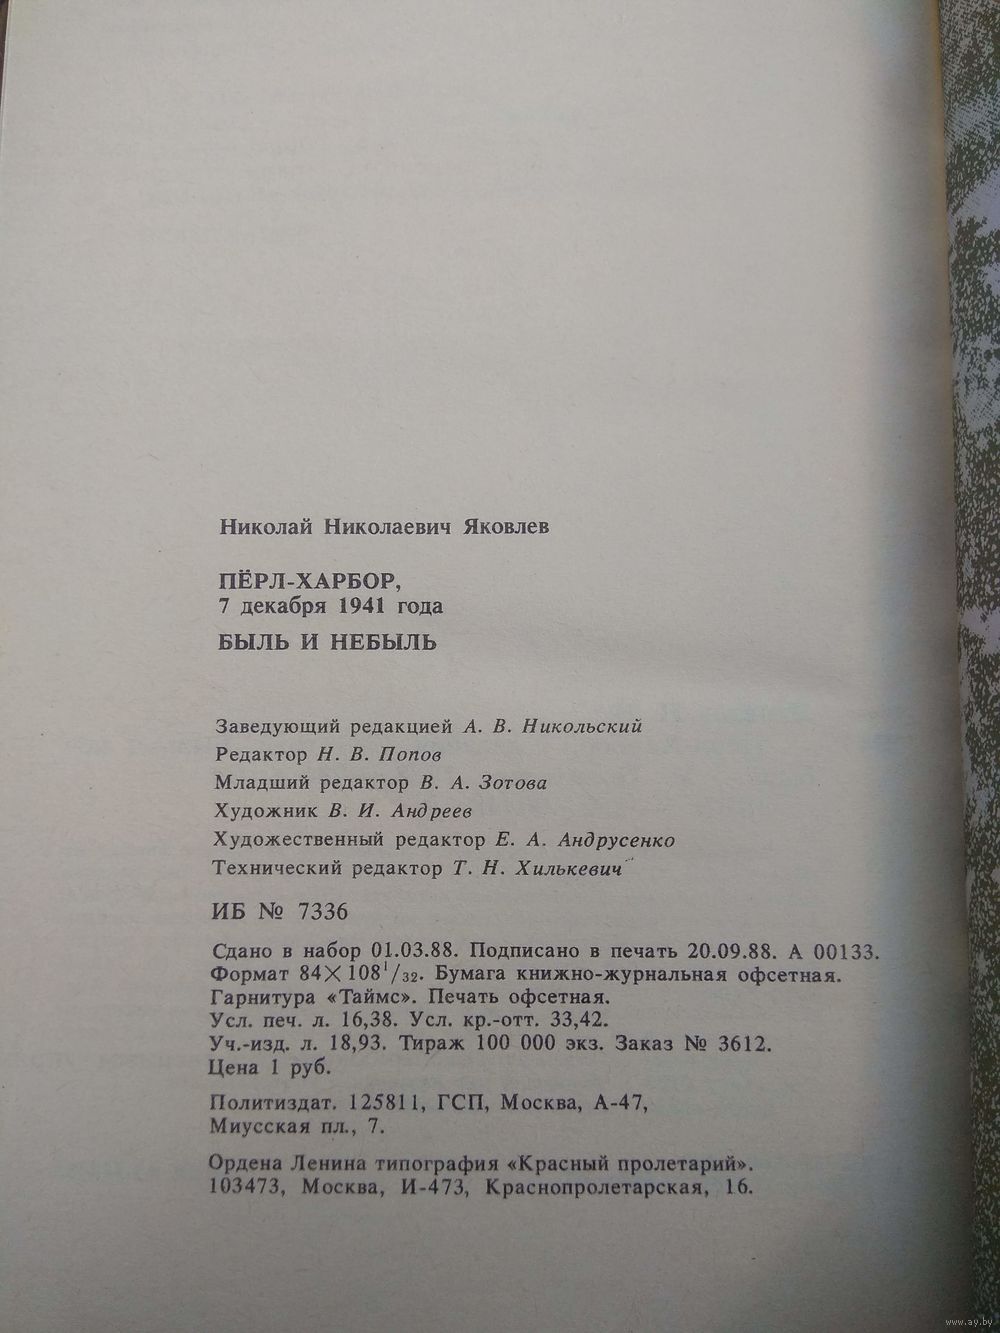 Николай Николаевич Яковлев
ПЁРЛ-ХАРБОР,
7 декабря 1941 года
БЫЛЬ И НЕБЫЛЬ
Заведующий редакцией А. В. Никольский
Редактор Н. В. Попов
Младший редактор В. А. Зотова
Художник В. И. Андреев
Художественный редактор Е. А. Андрусенко
Технический редактор Т. Н. Хилькевич
ИБ № 7336
Сдано в набор 01.03.88. Подписано в печать 20.09.88. А 00133.
Формат 84×108¹/₃₂. Бумага книжно-журнальная офсетная.
Гарнитура «Таймс». Печать офсетная.
Усл. печ. л. 16,38. Усл. кр.-отт. 33,42.
Уч.-изд. л. 18,93. Тираж 100 000 экз. Заказ № 3612.
Цена 1 руб.
Политиздат. 125811, ГСП, Москва, А-47,
Миусская пл., 7.
Ордена Ленина типография «Красный пролетарий».
103473, Москва, И-473, Краснопролетарская, 16.
www.ay.by